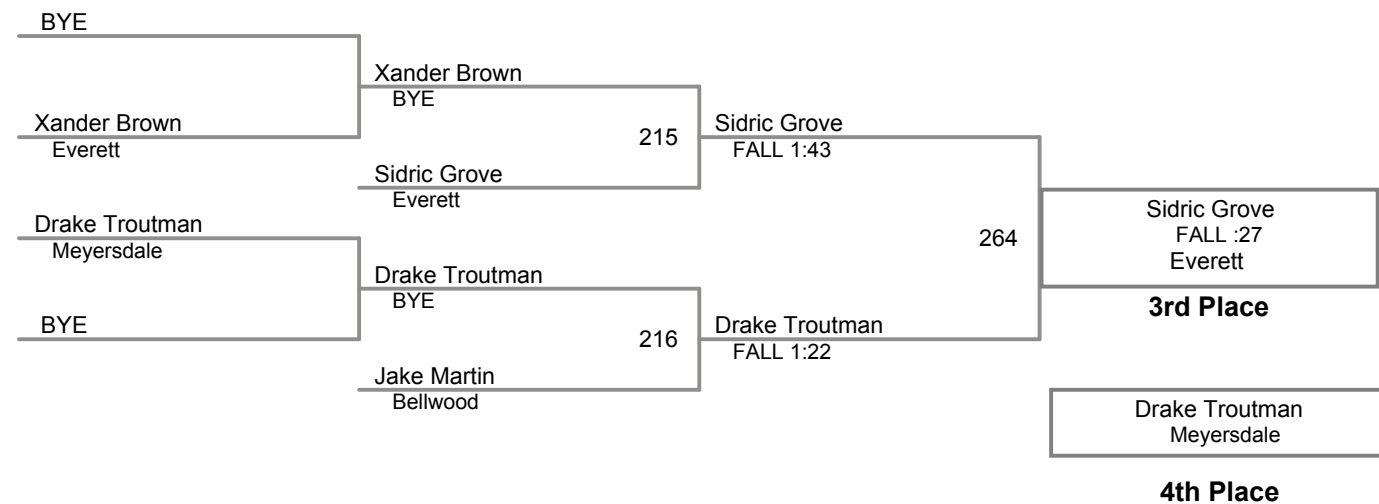 BYE
Xander Brown
BYE
Xander Brown
Everett
215
Sidric Grove
FALL 1:43
Sidric Grove
Everett
Drake Troutman
Meyersdale
264
Sidric Grove
FALL :27
Everett
3rd Place
Drake Troutman
BYE
BYE
216
Drake Troutman
FALL 1:22
Jake Martin
Bellwood
Drake Troutman
Meyersdale
4th Place